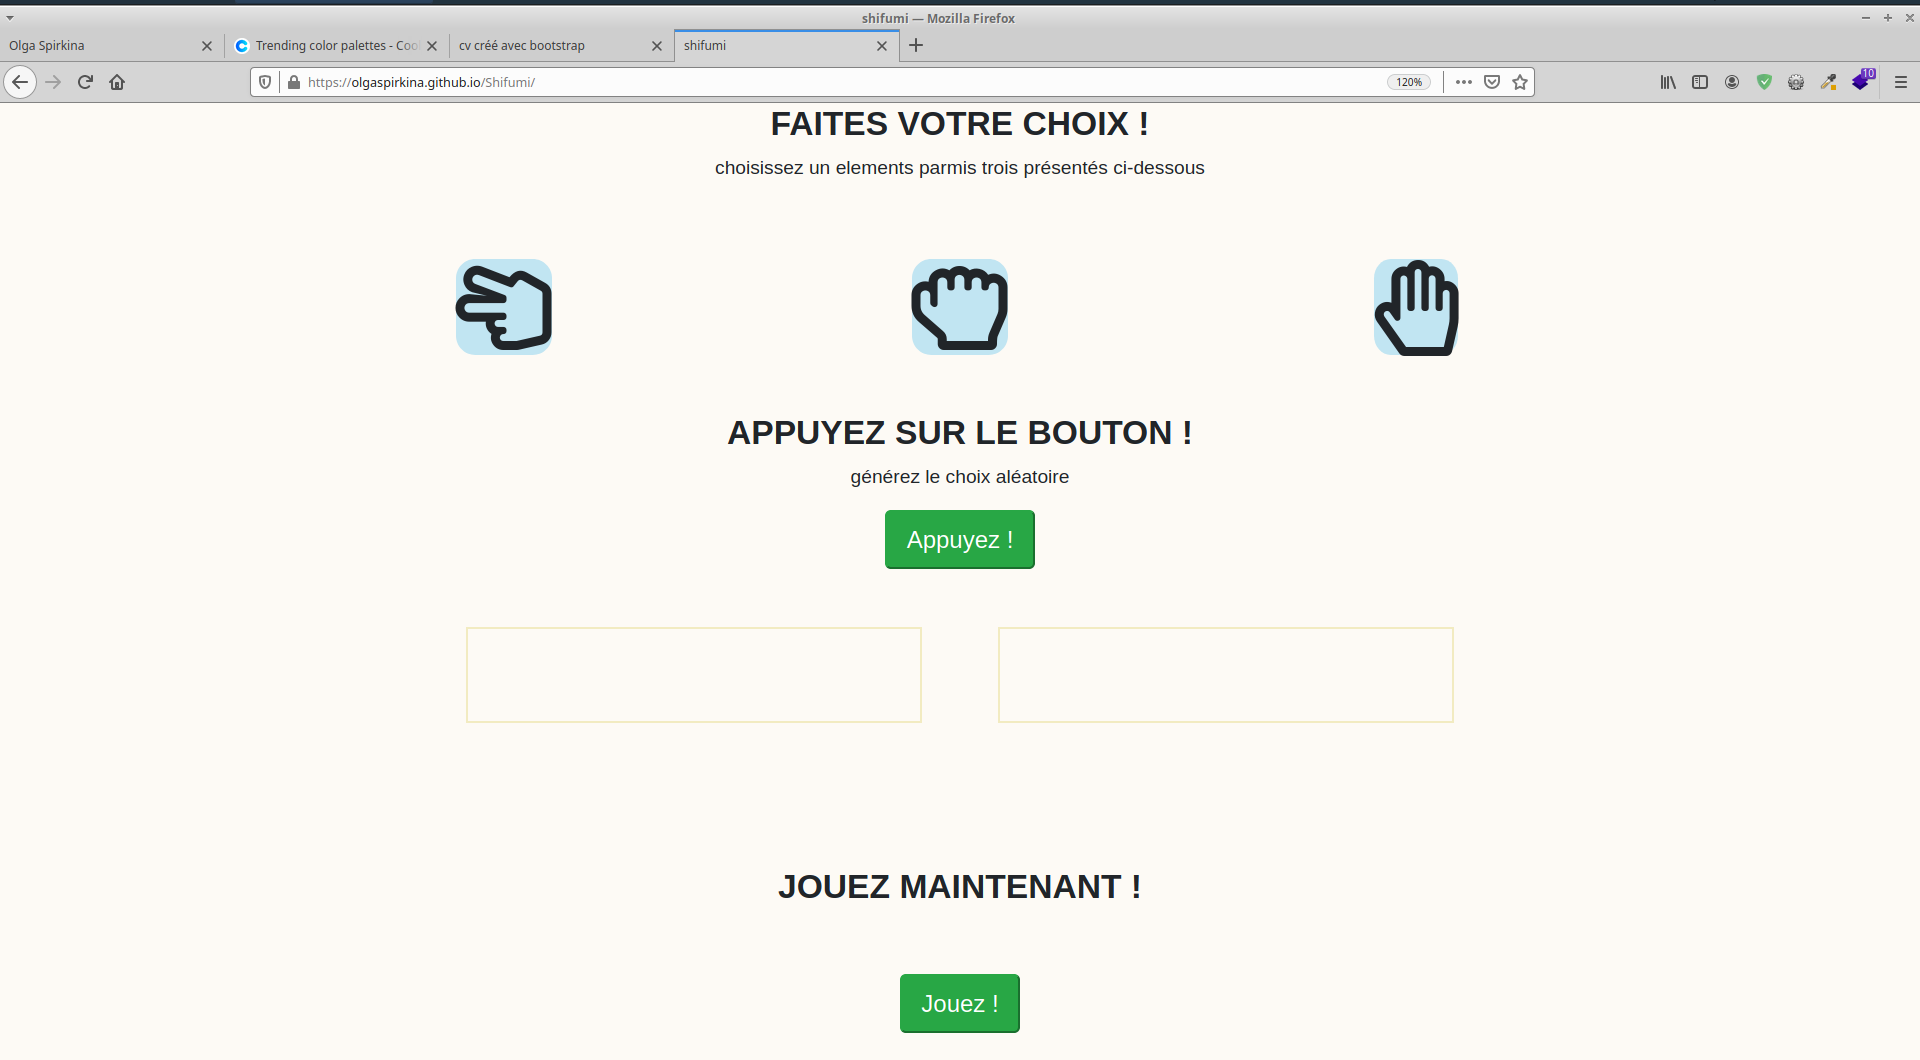 shifumi — Mozilla Firefox
Olga Spirkina
Trending color palettes - Coo
cv créé avec bootstrap
shifumi
https://olgaspirkina.github.io/Shifumi/
120%
10
FAITES VOTRE CHOIX !
choisissez un elements parmis trois présentés ci-dessous
APPUYEZ SUR LE BOUTON !
générez le choix aléatoire
Appuyez !
JOUEZ MAINTENANT !
Jouez !